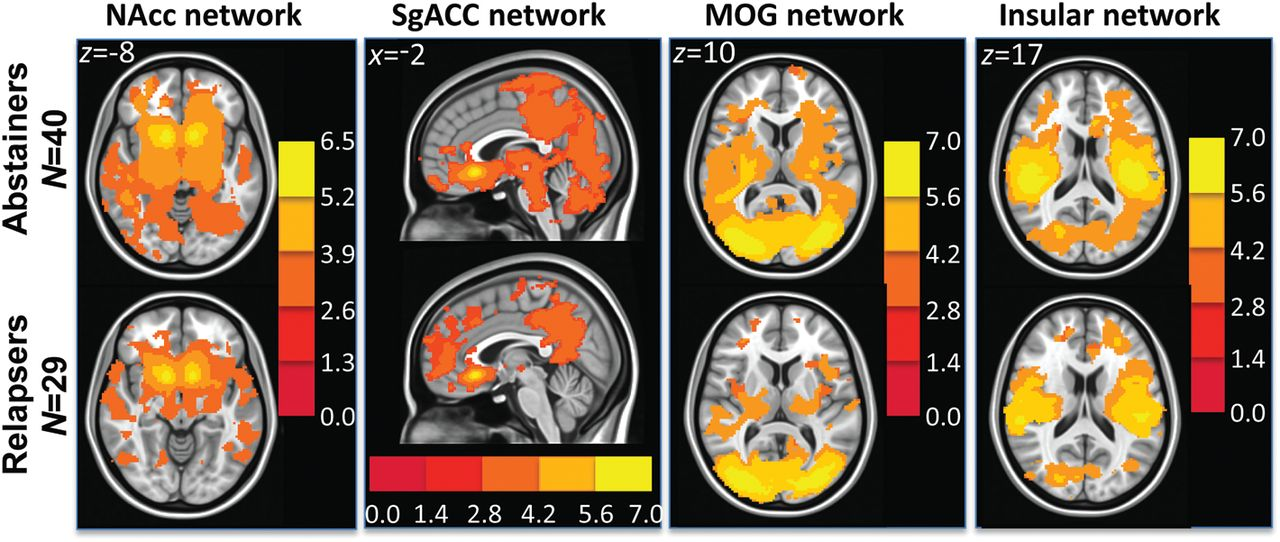 NAcc network
SgACC network
MOG network
Insular network
Abstainers
N=40
z=-8
6.5
5.2
3.9
2.6
1.3
0.0
x=-2
z=10
7.0
5.6
4.2
2.8
1.4
0.0
z=17
7.0
5.6
4.2
2.8
1.4
0.0
Relapsers
N=29
0.0 1.4 2.8 4.2 5.6 7.0